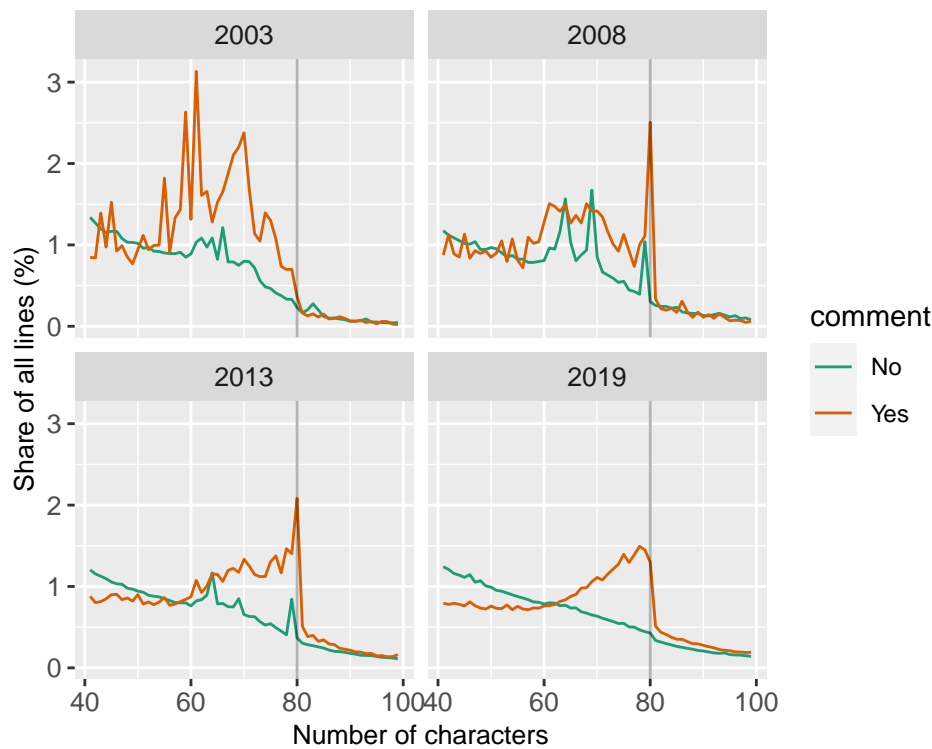 2003 2008
3
2
1
0
2013 2019
3
2
1
0
40 60 80 100 40 60 80 100
Number of characters
Share of all lines (%)
comment
No
Yes